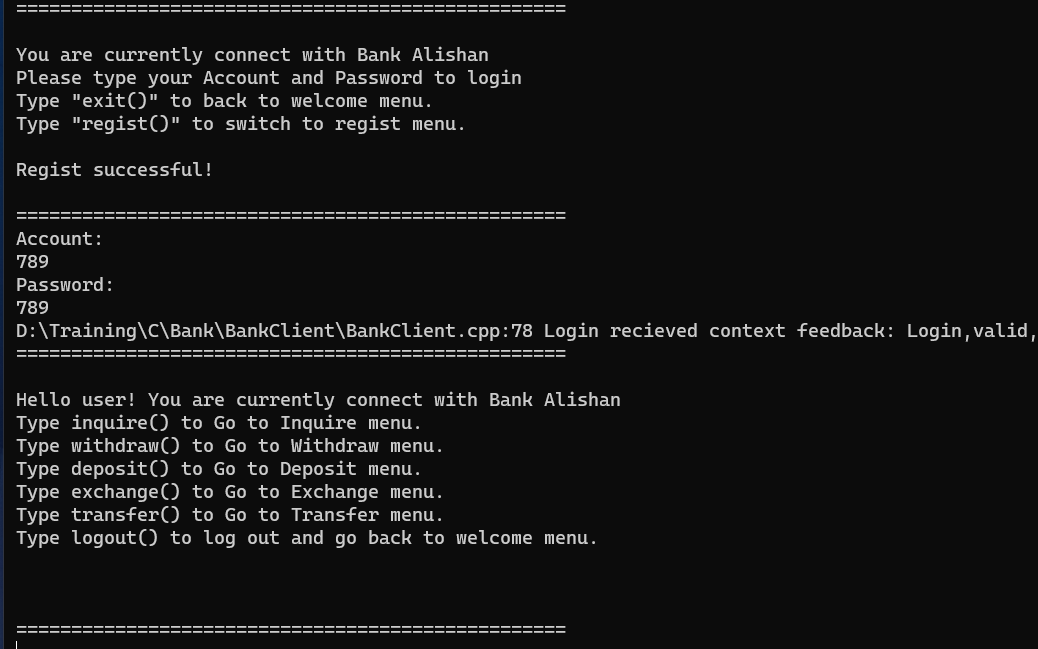 ==================================================
You are currently connect with Bank Alishan
Please type your Account and Password to login
Type "exit()" to back to welcome menu.
Type "regist()" to switch to regist menu.
Regist successful!
==================================================
Account:
789
Password:
789
D:\Training\C\Bank\BankClient\BankClient.cpp:78 Login recieved context feedback: Login,valid,
==================================================
Hello user! You are currently connect with Bank Alishan
Type inquire() to Go to Inquire menu.
Type withdraw() to Go to Withdraw menu.
Type deposit() to Go to Deposit menu.
Type exchange() to Go to Exchange menu.
Type transfer() to Go to Transfer menu.
Type logout() to log out and go back to welcome menu.
==================================================